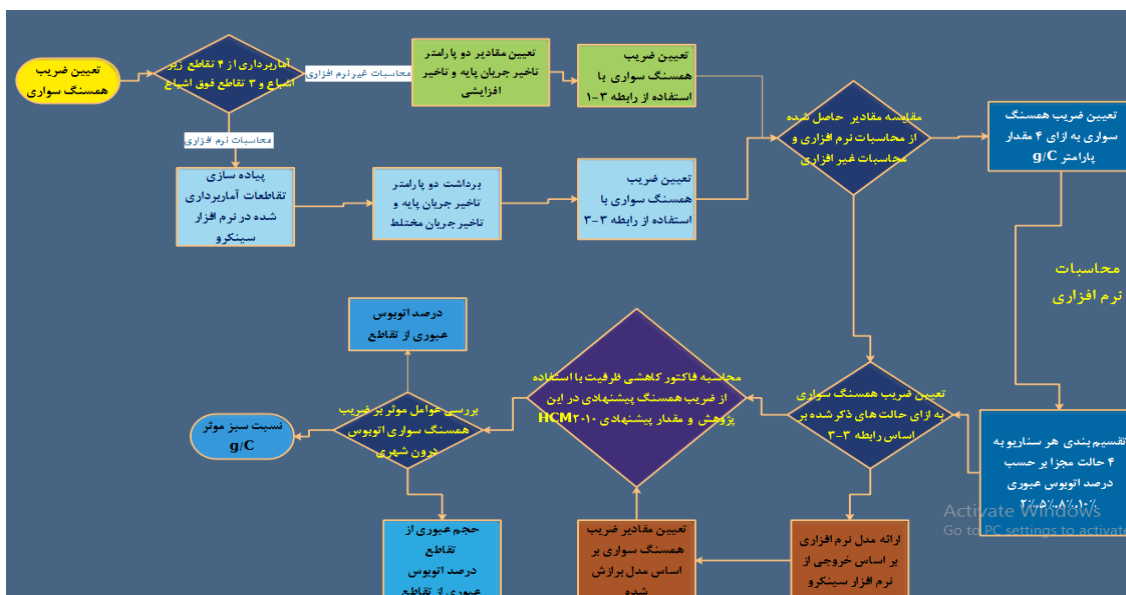 تعیین ضریب
همسنگ سواری
آماربرداری از ۴ تقاطع زیر
اشباع و ۳ تقاطع فوق اشباع
محاسبات غیر نرم افزاری
محاسبات نرم افزاری
تعیین مقادیر دو پارامتر
تاخیر جریان پایه و تاخیر
افزایشی
تعیین ضریب
همسنگ سواری با
استفاده از رابطه ۳-۱
پیاده سازی
تقاطعات آماربرداری
شده در نرم افزار
سینکرو
برداشت دو پارامتر
تاخیر جریان پایه و
تاخیر جریان مختلط
تعیین ضریب
همسنگ سواری با
استفاده از رابطه ۳-۳
مقایسه مقادیر حاصل شده
از محاسبات نرم افزاری و
محاسبات غیر افزاری
تعیین ضریب همسنگ
سواری به ازای ۴ مقدار
پارامتر g/C
محاسبات
نرم افزاری
تقسیم بندی هر سناریو به
۴ حالت مجزا بر حسب
درصد اتوبوس عبوری
۲٪،۵٪،۸٪،۱۰٪
تعیین ضریب همسنگ سواری
به ازای حالت های ذکر شده بر
اساس رابطه ۳-۳
ارائه مدل نرم افزاری
بر اساس خروجی از
نرم افزار سینکرو
تعیین مقادیر ضریب
همسنگ سواری بر
اساس مدل برازش
شده
محاسبه فاکتور کاهشی ظرفیت با استفاده
از ضریب همسنگ پیشنهادی در این
پژوهش و مقدار پیشنهادی HCM۲۰۱۰
بررسی عوامل موثر بر ضریب
همسنگ سواری اتوبوس
درون شهری
درصد اتوبوس
عبوری از تقاطع
نسبت سبز موثر
g/C
حجم عبوری از
تقاطع
درصد اتوبوس
عبوری از تقاطع
Activate Windows
Go to PC settings to activate